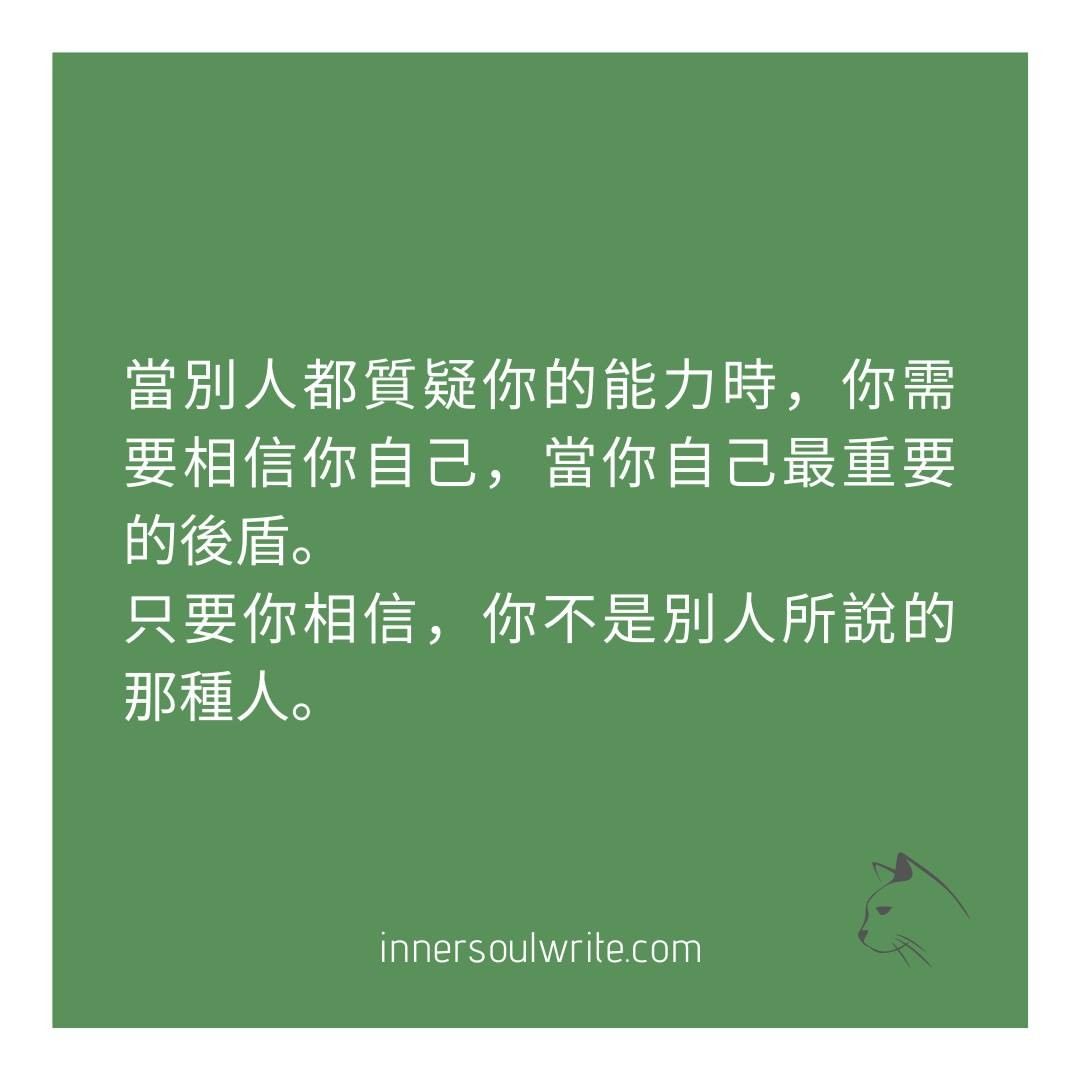 當別人都質疑你的能力時，你需
要相信你自己，當你自己最重要
的後盾。
只要你相信，你不是別人所說的
那種人。
innersoulwrite.com